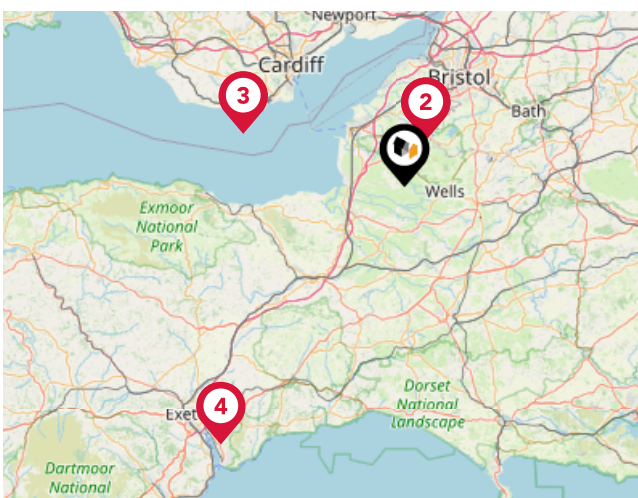 Newport
Cardiff
Bristol
3
2
Bath
Wells
Exmoor
National
Park
4
Exet
Dorset
National
Landscape
Dartmoor
National